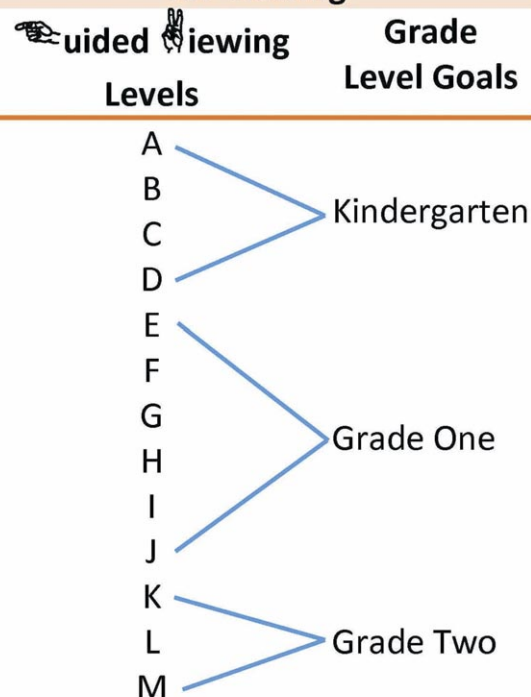 uided iewing
Levels
Grade
Level Goals
A
B
C
D
Kindergarten
E
F
G
H
I
J
Grade One
K
L
M
Grade Two